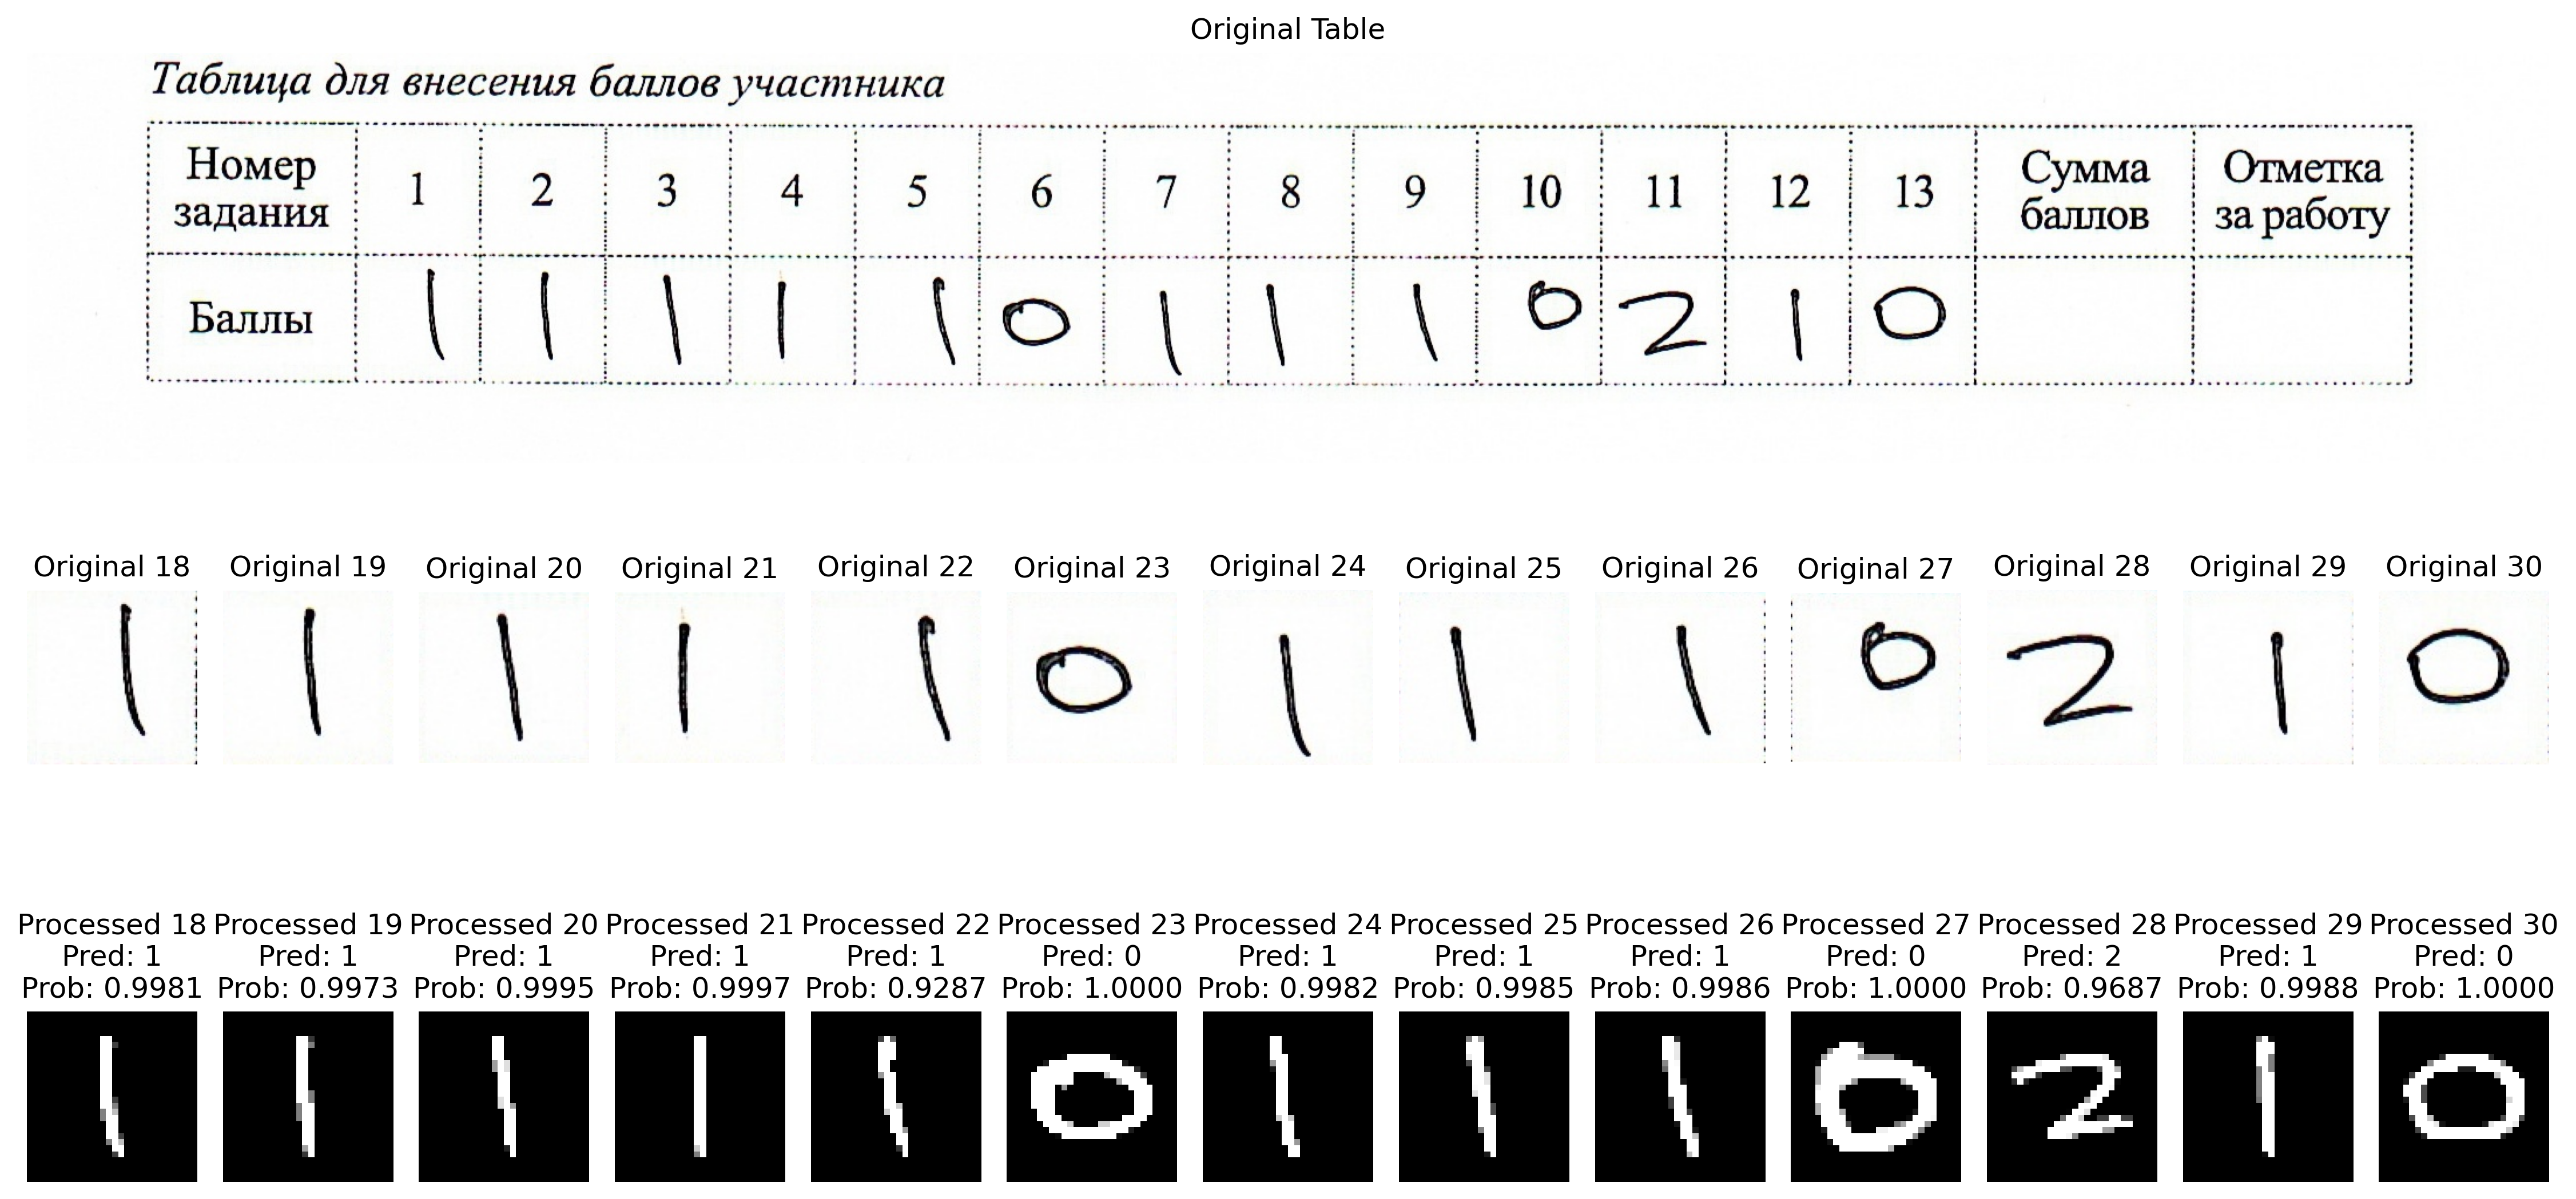 Original Table
Таблица для внесения баллов участника
Номер задания 1 2 3 4 5 6 7 8 9 10 11 12 13 Сумма баллов Отметка за работу
Баллы 1 1 1 1 1 0 1 1 1 0 2 1 0
Original 18 Original 19 Original 20 Original 21 Original 22 Original 23 Original 24 Original 25 Original 26 Original 27 Original 28 Original 29 Original 30
1 1 1 1 1 0 1 1 1 0 2 1 0
Processed 18 Processed 19 Processed 20 Processed 21 Processed 22 Processed 23 Processed 24 Processed 25 Processed 26 Processed 27 Processed 28 Processed 29 Processed 30
Pred: 1 Pred: 1 Pred: 1 Pred: 1 Pred: 1 Pred: 0 Pred: 1 Pred: 1 Pred: 1 Pred: 0 Pred: 2 Pred: 1 Pred: 0
Prob: 0.9981 Prob: 0.9973 Prob: 0.9995 Prob: 0.9997 Prob: 0.9287 Prob: 1.0000 Prob: 0.9982 Prob: 0.9985 Prob: 0.9986 Prob: 1.0000 Prob: 0.9687 Prob: 0.9988 Prob: 1.0000
1 1 1 1 1 0 1 1 1 0 2 1 0